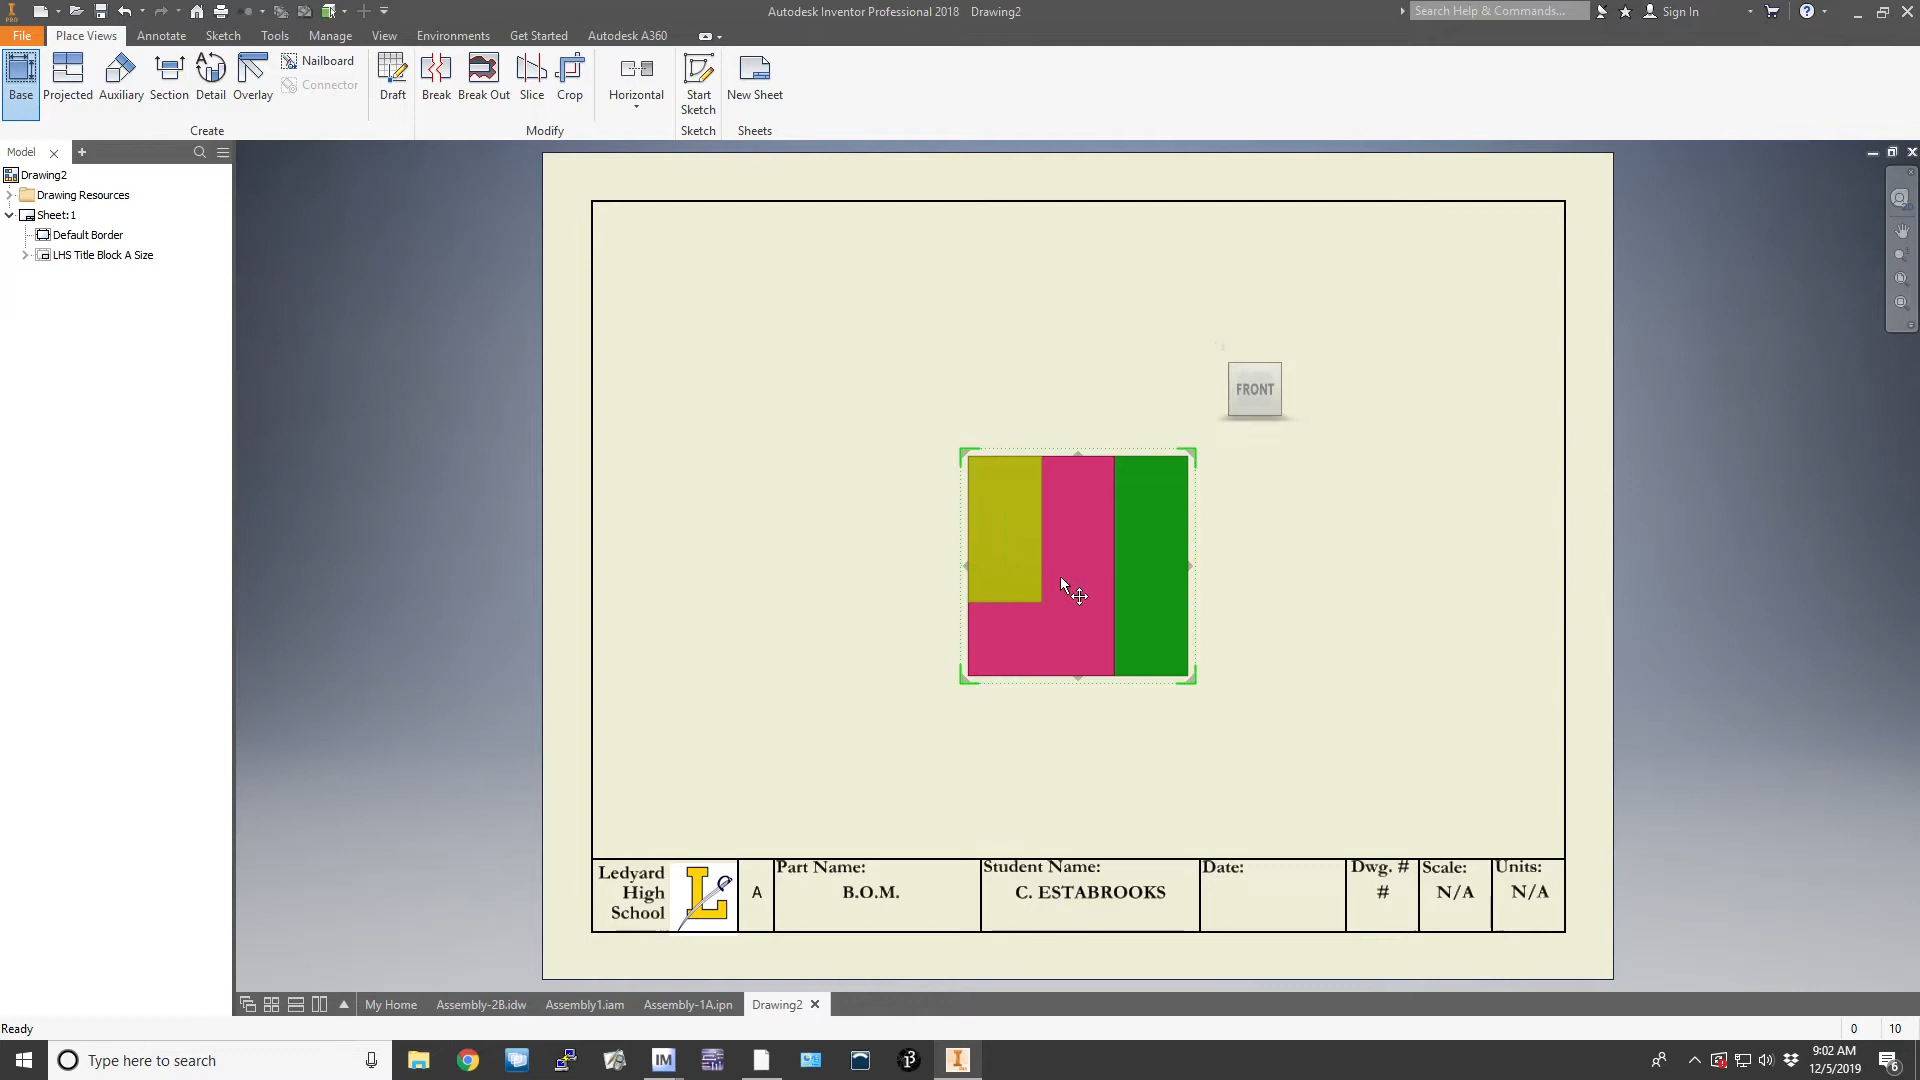 Autodesk Inventor Professional 2018 Drawing2
Search Help & Commands...
Sign In
PRO
File
Place Views
Annotate
Sketch
Tools
Manage
View
Environments
Get Started
Autodesk A360
Base
Projected
Auxiliary
Section
Detail
Overlay
Nailboard
Connector
Draft
Break
Break Out
Slice
Crop
Horizontal
Start
Sketch
New Sheet
Create
Modify
Sketch
Sheets
Model
Drawing2
Drawing Resources
Sheet:1
Default Border
LHS Title Block A Size
FRONT
Ledyard
High
School
L
A
Part Name:
B.O.M.
Student Name:
C. ESTABROOKS
Date:
Dwg. #
#
Scale:
N/A
Units:
N/A
My Home
Assembly-2B.idw
Assembly1.iam
Assembly-1A.ipn
Drawing2
Ready
0
10
Type here to search
IM
9:02 AM
12/5/2019
6